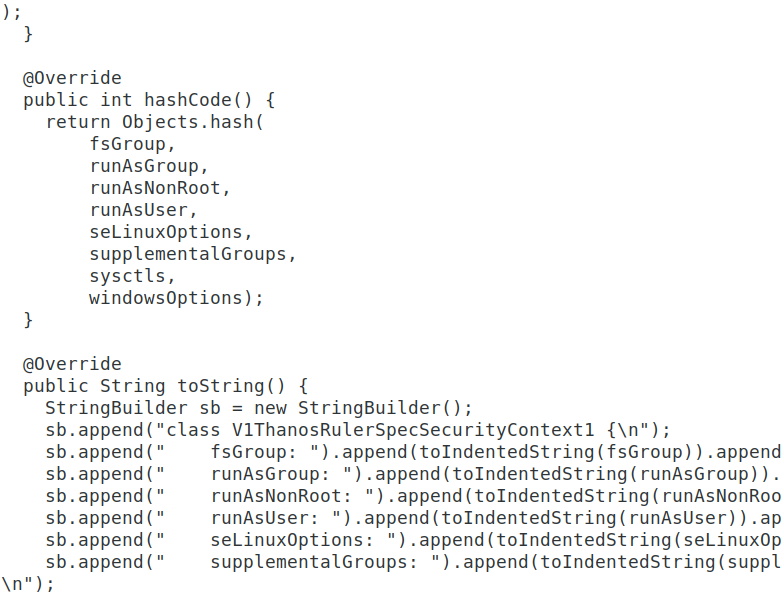 );
  }

  @Override
  public int hashCode() {
    return Objects.hash(
        fsGroup,
        runAsGroup,
        runAsNonRoot,
        runAsUser,
        seLinuxOptions,
        supplementalGroups,
        sysctls,
        windowsOptions);
  }

  @Override
  public String toString() {
    StringBuilder sb = new StringBuilder();
    sb.append("class V1ThanosRulerSpecSecurityContext1 {\n");
    sb.append("    fsGroup: ").append(toIndentedString(fsGroup)).append
    sb.append("    runAsGroup: ").append(toIndentedString(runAsGroup)).
    sb.append("    runAsNonRoot: ").append(toIndentedString(runAsNonRoo
    sb.append("    runAsUser: ").append(toIndentedString(runAsUser)).ap
    sb.append("    seLinuxOptions: ").append(toIndentedString(seLinuxOp
    sb.append("    supplementalGroups: ").append(toIndentedString(suppl
\n");